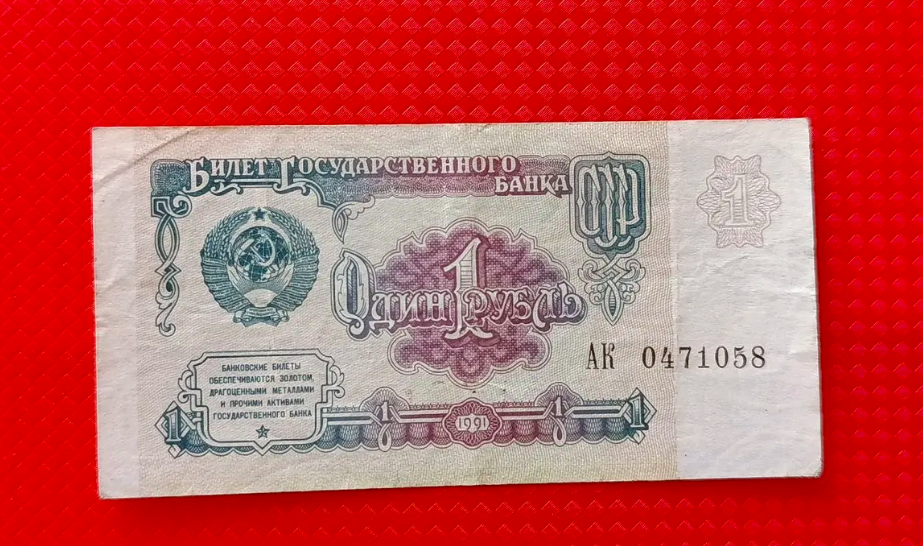 Билет Государственного
банка
СССР
1
Один рубль
1
АК 0471058
БАНКОВСКИЕ БИЛЕТЫ
ОБЕСПЕЧИВАЮТСЯ ЗОЛОТОМ,
ДРАГОЦЕННЫМИ МЕТАЛЛАМИ
И ПРОЧИМИ АКТИВАМИ
ГОСУДАРСТВЕННОГО БАНКА
1 1 1991 1 1